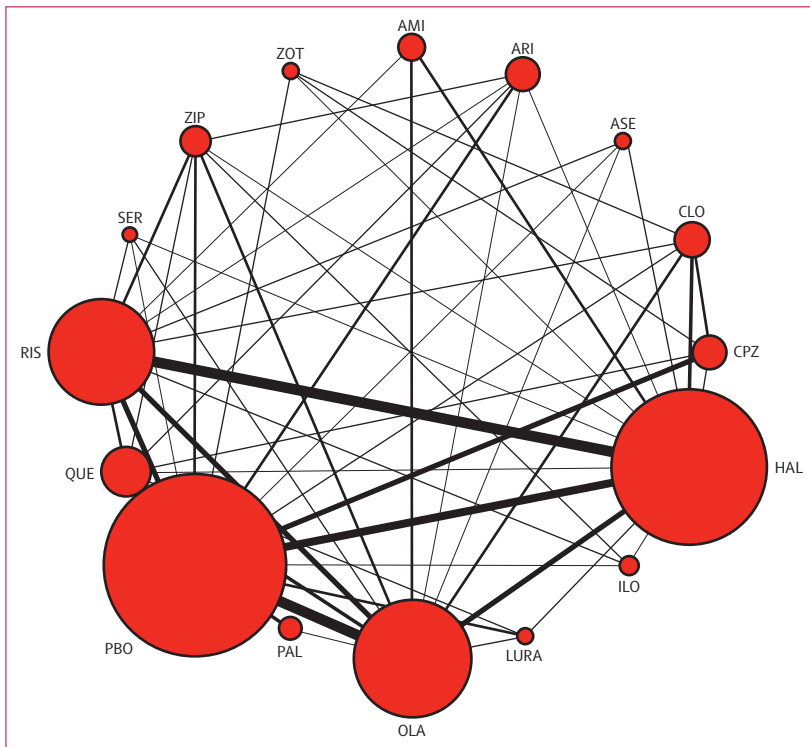 AMI
ARI
ZOT
ASE
ZIP
CLO
SER
RIS
CPZ
QUE
HAL
ILO
PBO
PAL
LURA
OLA